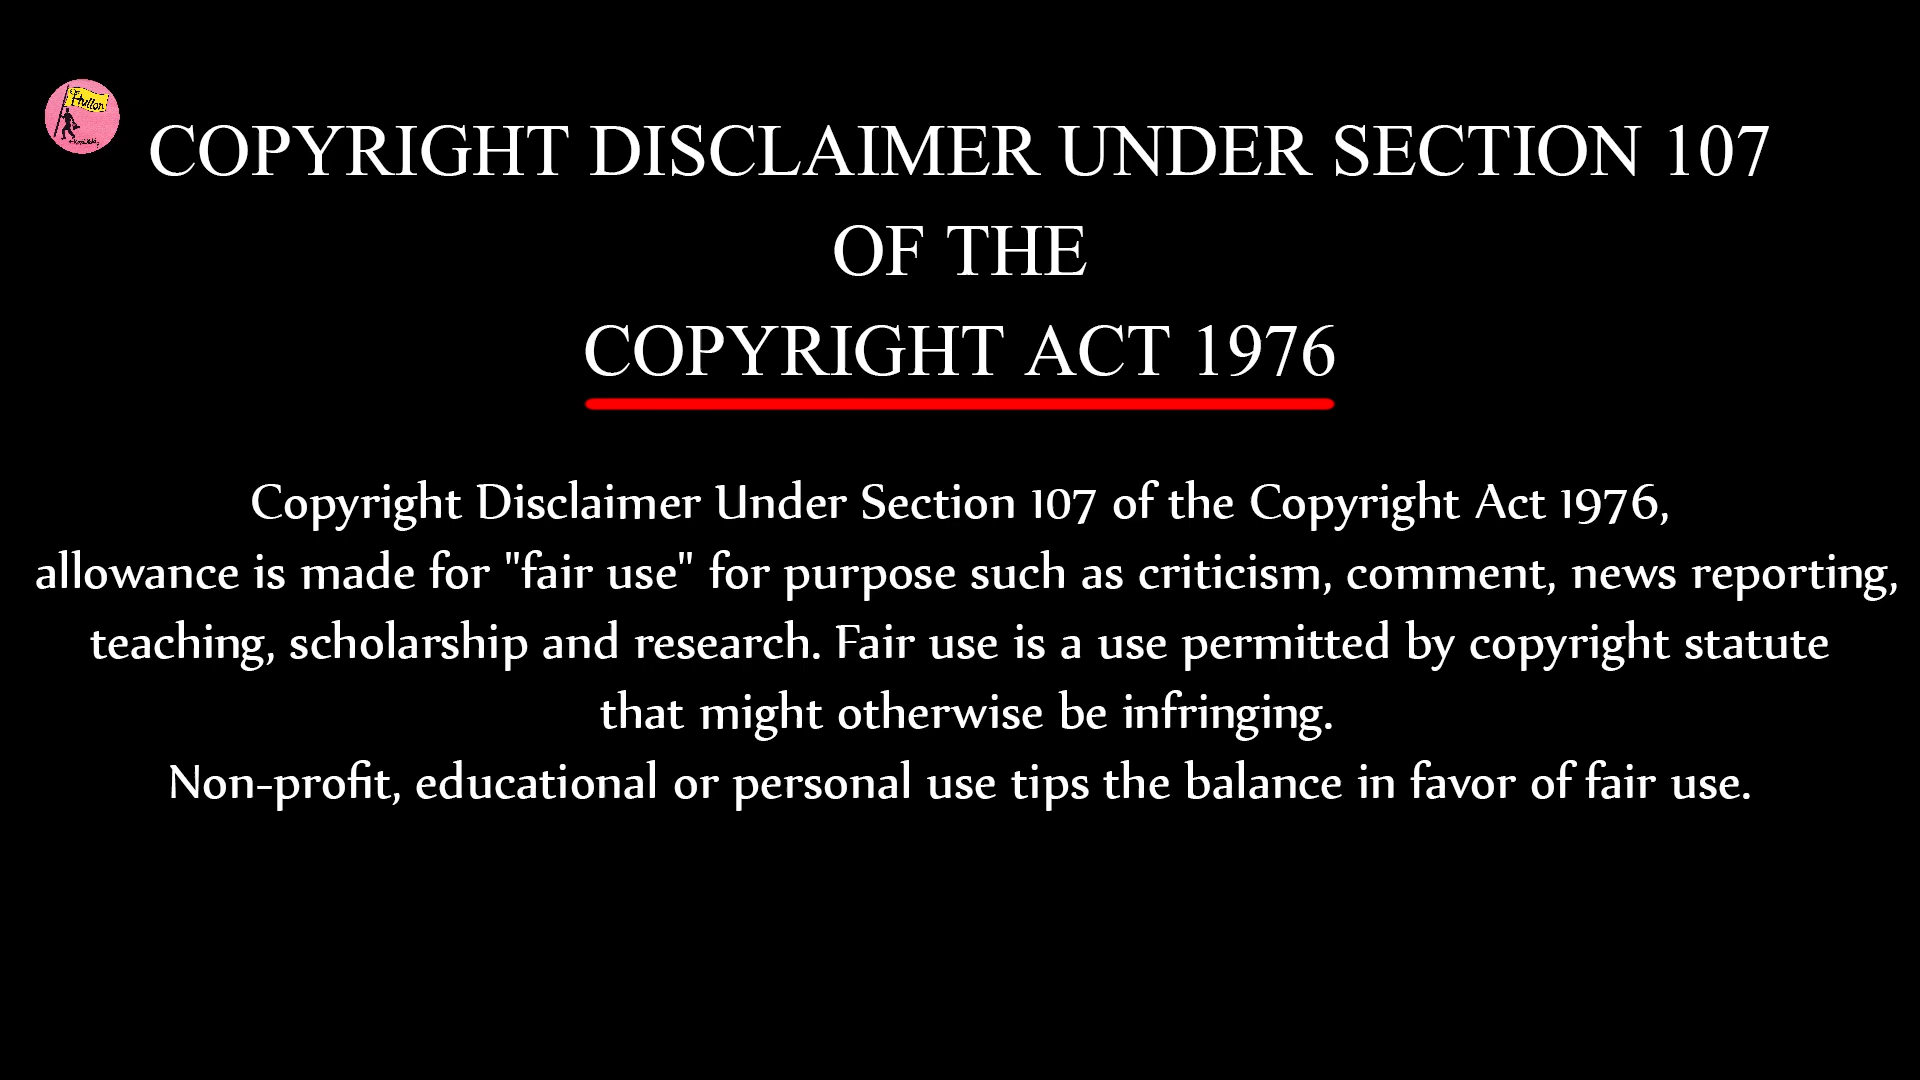 Hullon
COPYRIGHT DISCLAIMER UNDER SECTION 107
OF THE
COPYRIGHT ACT 1976
Copyright Disclaimer Under Section 107 of the Copyright Act 1976,
allowance is made for "fair use" for purpose such as criticism, comment, news reporting,
teaching, scholarship and research. Fair use is a use permitted by copyright statute
that might otherwise be infringing.
Non-profit, educational or personal use tips the balance in favor of fair use.